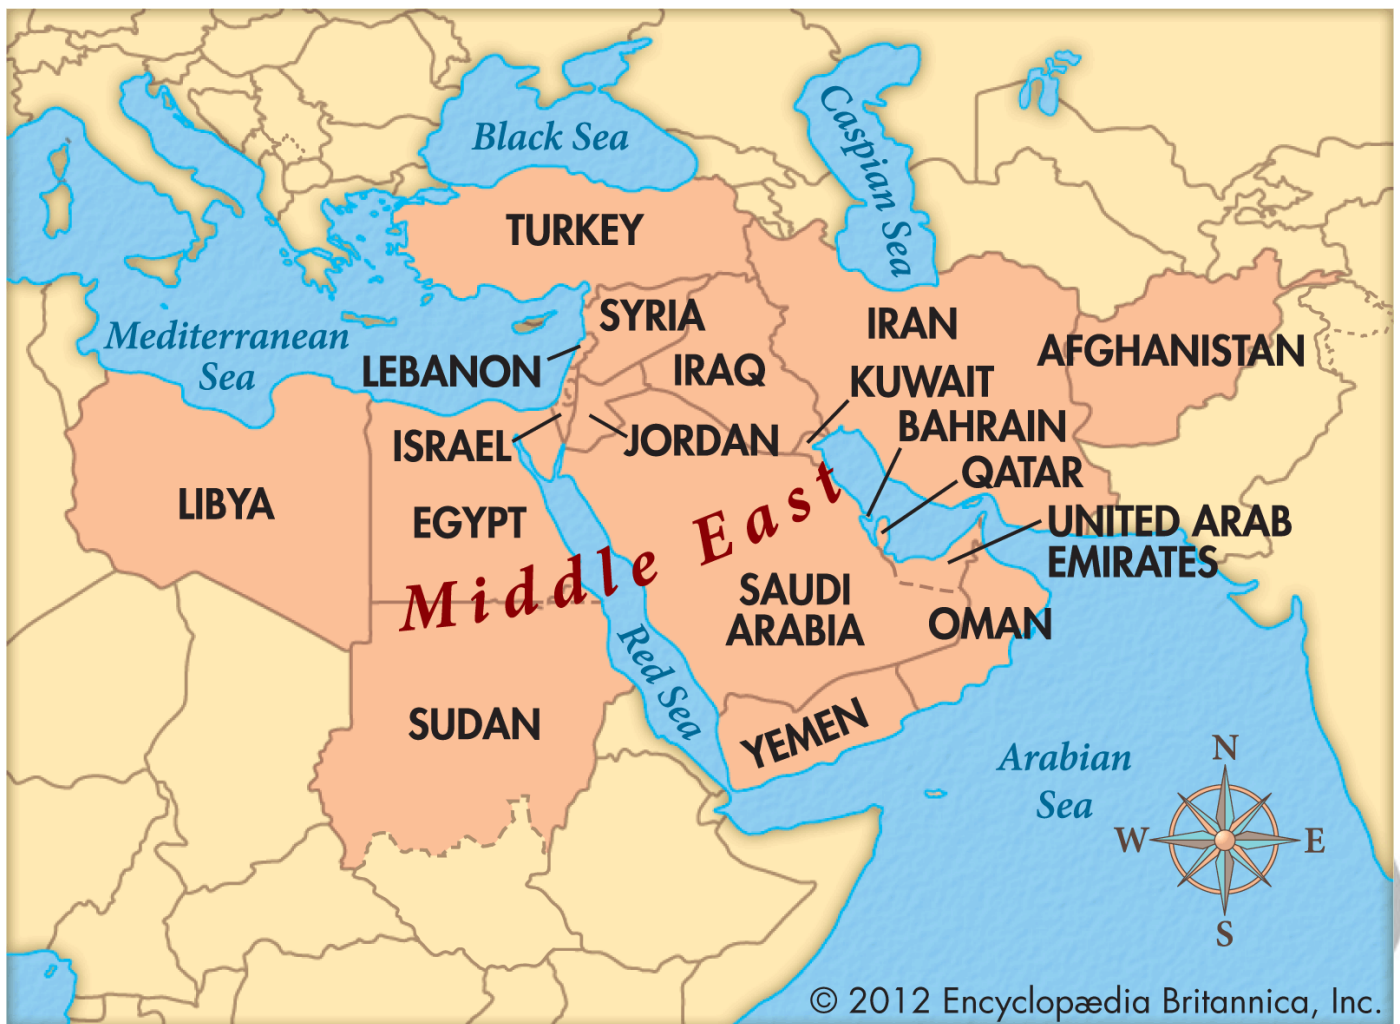 Black Sea
Caspian Sea
TURKEY
Mediterranean
Sea
SYRIA
IRAN
AFGHANISTAN
LEBANON
IRAQ
KUWAIT
BAHRAIN
ISRAEL
JORDAN
QATAR
LIBYA
EGYPT
UNITED ARAB
EMIRATES
Middle East
SAUDI
ARABIA
OMAN
Red Sea
SUDAN
YEMEN
Arabian
Sea
N
W
E
S
© 2012 Encyclopædia Britannica, Inc.